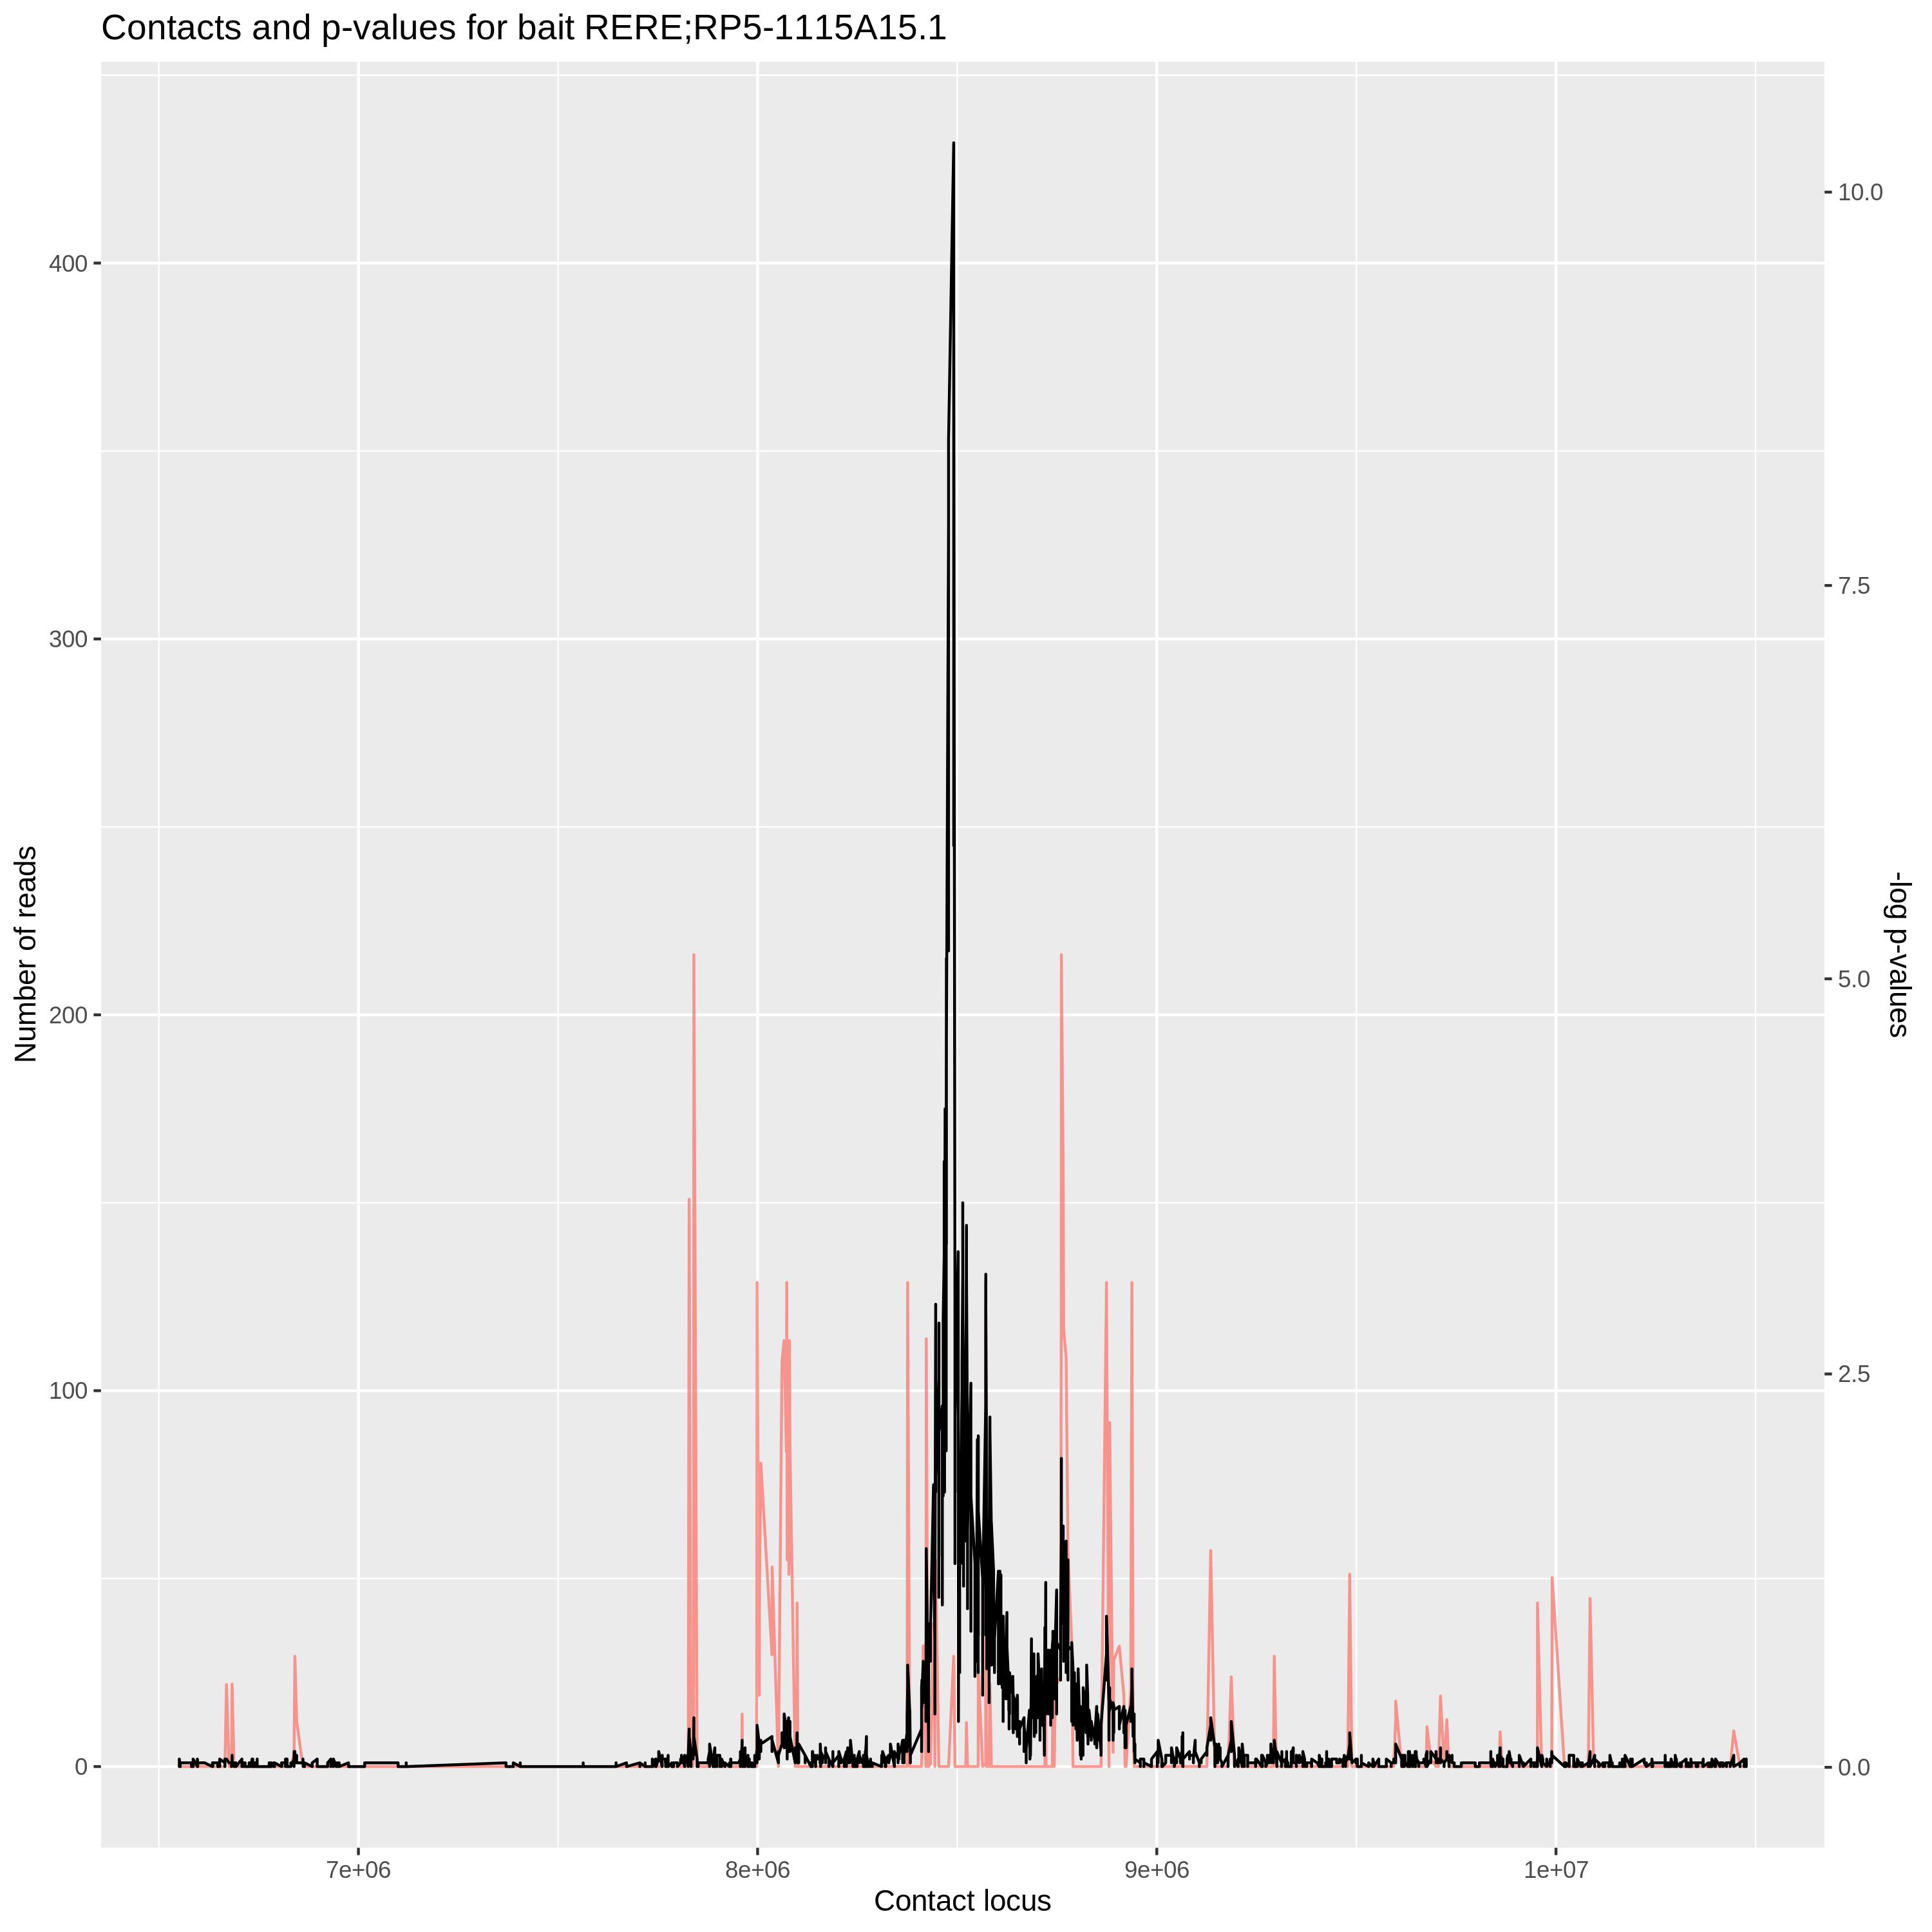 Contacts and p-values for bait RERE;RP5-1115A15.1
400
300
200
100
0
Number of reads
10.0
7.5
5.0
2.5
0.0
-log p-values
7e+06
8e+06
9e+06
1e+07
Contact locus